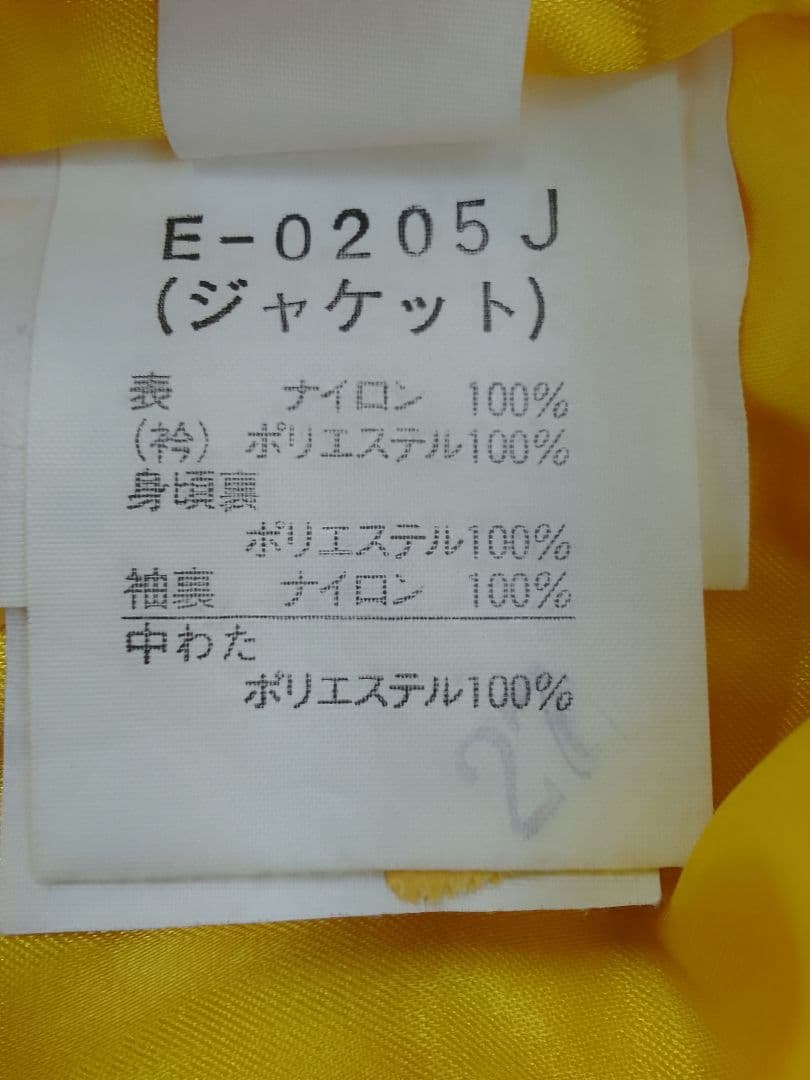 E-0205J
(ジャケット)
表 ナイロン 100%
(衿) ポリエステル100%
身頃裏
ポリエステル100%
袖裏 ナイロン 100%
中わた
ポリエステル100%